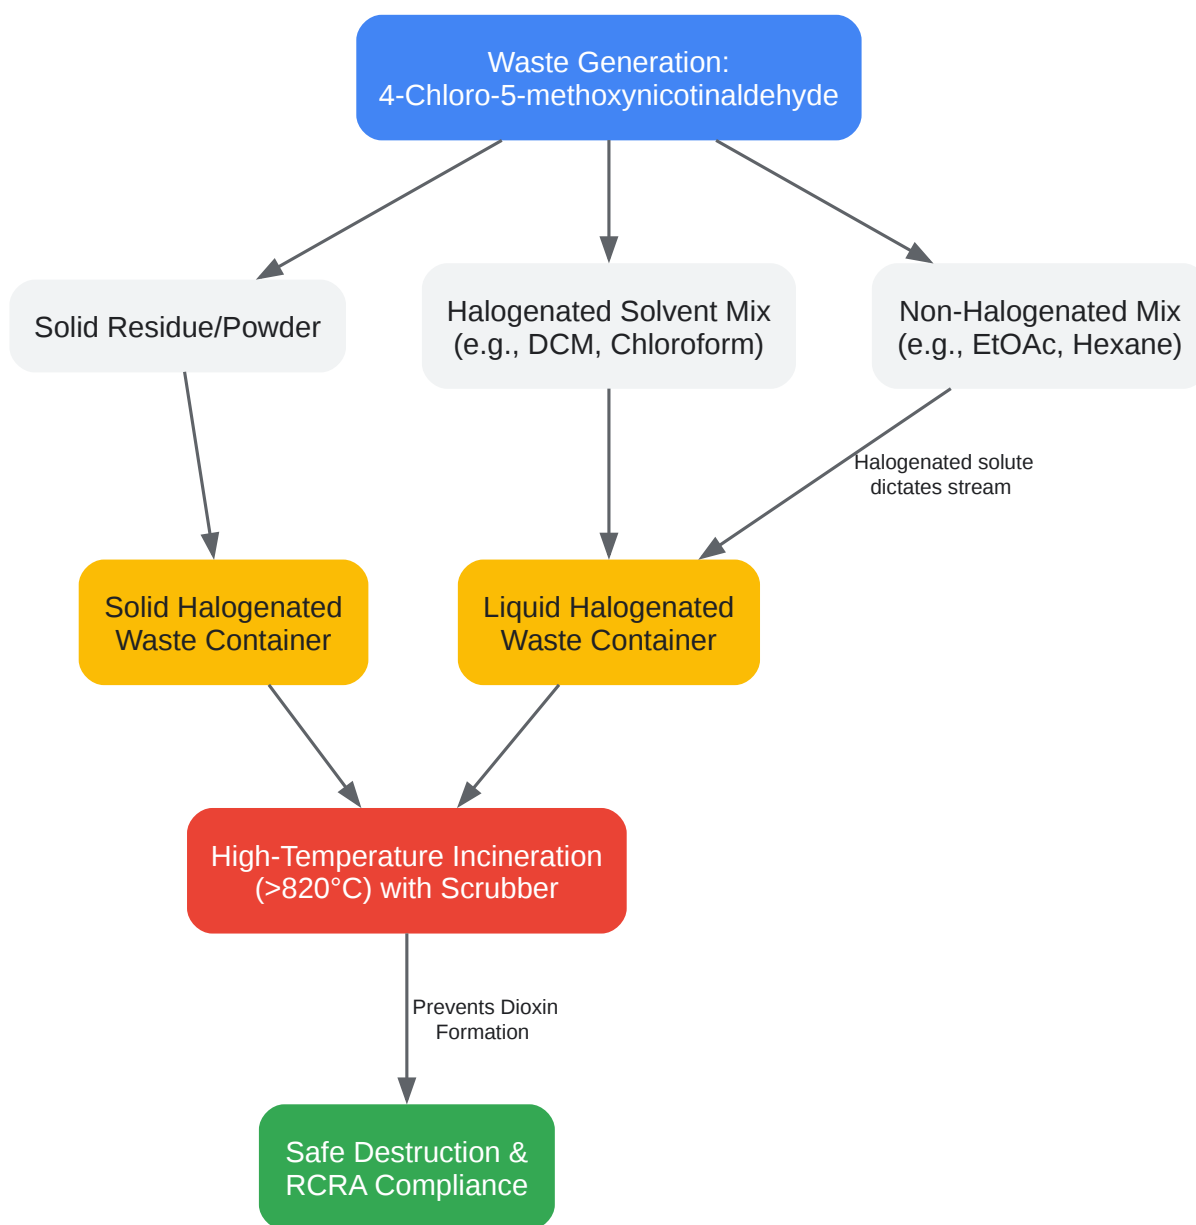 Waste Generation:
4-Chloro-5-methoxynicotinaldehyde
Solid Residue/Powder
Halogenated Solvent Mix
(e.g., DCM, Chloroform)
Non-Halogenated Mix
(e.g., EtOAc, Hexane)
Halogenated solute
dictates stream
Solid Halogenated
Waste Container
Liquid Halogenated
Waste Container
High-Temperature Incineration
(>820°C) with Scrubber
Prevents Dioxin
Formation
Safe Destruction &
RCRA Compliance